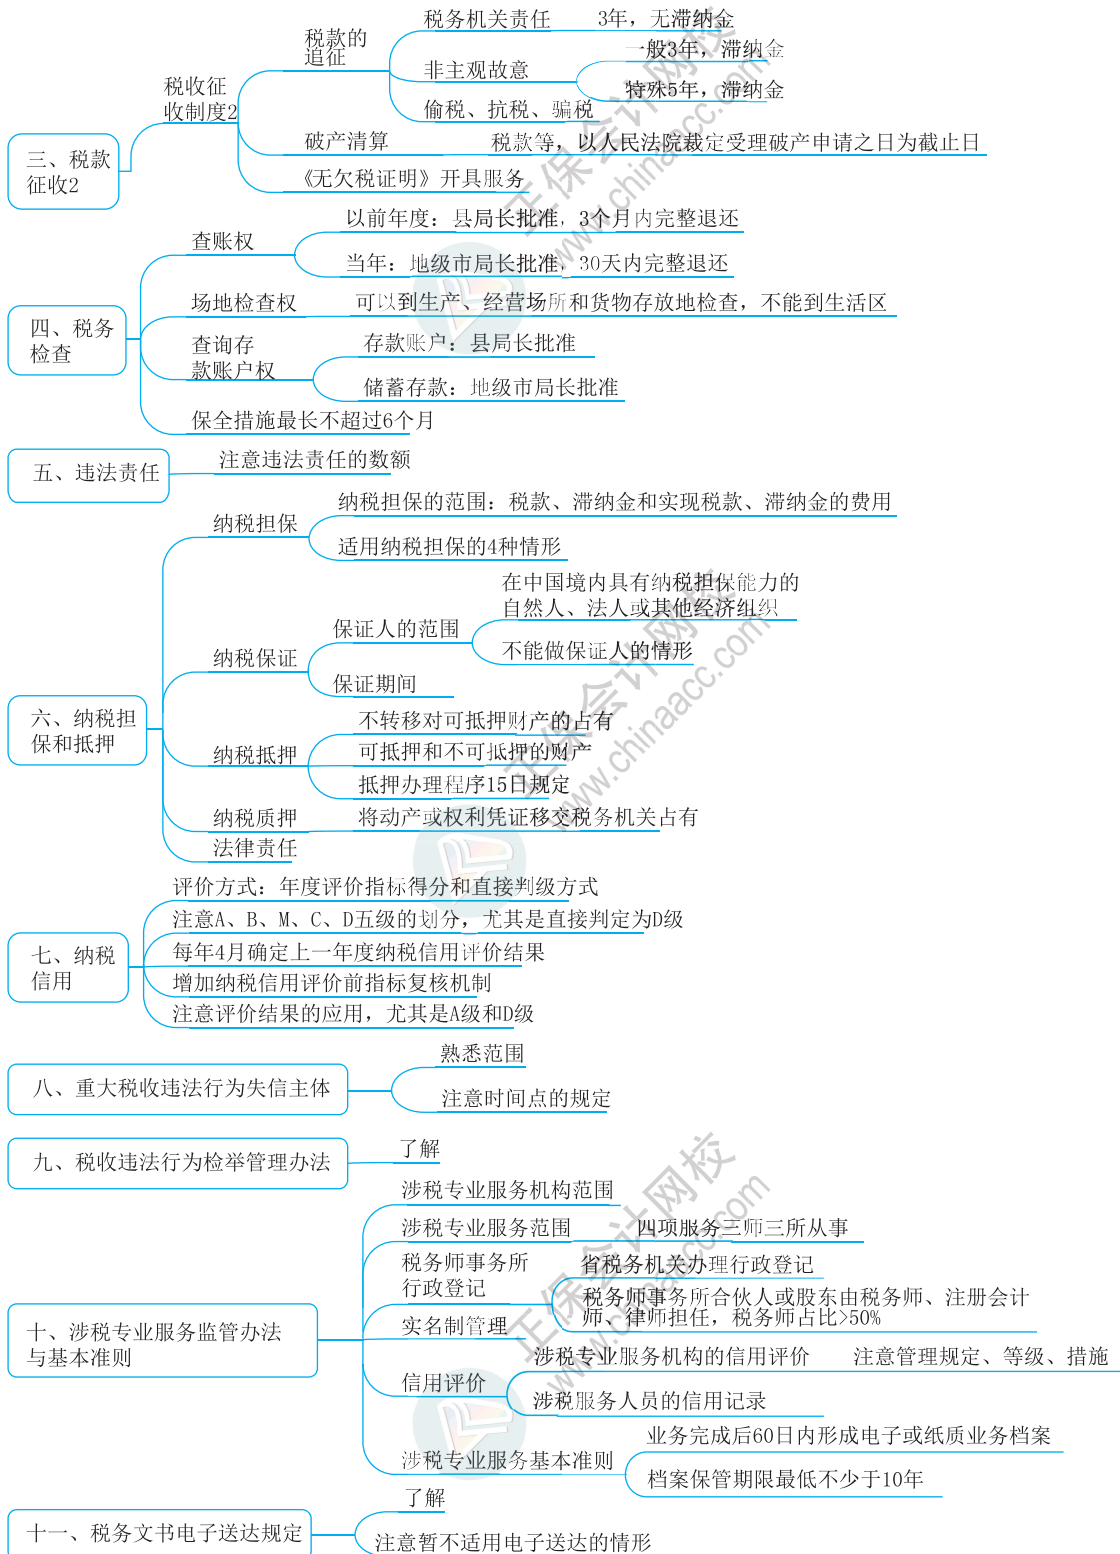 三、税款
征收2
税收征
收制度2
税款的
追征
税务机关责任
3年，无滞纳金
非主观故意
一般3年，滞纳金
特殊5年，滞纳金
偷税、抗税、骗税
破产清算
税款等，以人民法院裁定受理破产申请之日为截止日
《无欠税证明》开具服务
四、税务
检查
查账权
以前年度：县局长批准，3个月内完整退还
当年：地级市局长批准，30天内完整退还
场地检查权
可以到生产、经营场所和货物存放地检查，不能到生活区
查询存
款账户权
存款账户：县局长批准
储蓄存款：地级市局长批准
保全措施最长不超过6个月
五、违法责任
注意违法责任的数额
六、纳税担
保和抵押
纳税担保
纳税担保的范围：税款、滞纳金和实现税款、滞纳金的费用
适用纳税担保的4种情形
纳税保证
保证人的范围
在中国境内具有纳税担保能力的
自然人、法人或其他经济组织
不能做保证人的情形
保证期间
纳税抵押
不转移对可抵押财产的占有
可抵押和不可抵押的财产
抵押办理程序15日规定
纳税质押
将动产或权利凭证移交税务机关占有
法律责任
七、纳税
信用
评价方式：年度评价指标得分和直接判级方式
注意A、B、M、C、D五级的划分，尤其是直接判定为D级
每年4月确定上一年度纳税信用评价结果
增加纳税信用评价前指标复核机制
注意评价结果的应用，尤其是A级和D级
八、重大税收违法行为失信主体
熟悉范围
注意时间点的规定
九、税收违法行为检举管理办法
了解
十、涉税专业服务监管办法
与基本准则
涉税专业服务机构范围
涉税专业服务范围
四项服务三师三所从事
税务师事务所
行政登记
省税务机关办理行政登记
税务师事务所合伙人或股东由税务师、注册会计
师、律师担任，税务师占比>50%
实名制管理
信用评价
涉税专业服务机构的信用评价
注意管理规定、等级、措施
涉税服务人员的信用记录
涉税专业服务基本准则
业务完成后60日内形成电子或纸质业务档案
档案保管期限最低不少于10年
十一、税务文书电子送达规定
了解
注意暂不适用电子送达的情形
正保会计网校
www.chinaacc.com
正保会计网校
www.chinaacc.com
正保会计网校
www.chinaacc.com